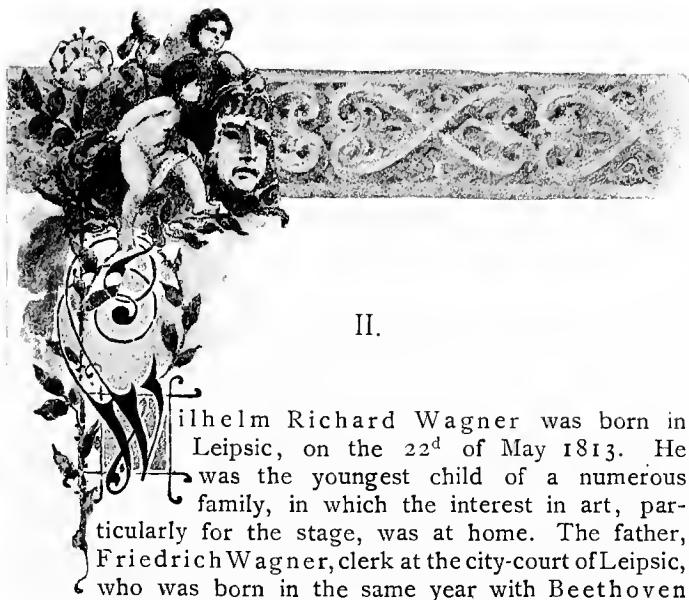 II.
Wilhelm Richard Wagner was born in
Leipsic, on the 22d of May 1813. He
was the youngest child of a numerous
family, in which the interest in art, par-
ticularly for the stage, was at home. The father,
Friedrich Wagner, clerk at the city-court of Leipsic,
who was born in the same year with Beethoven